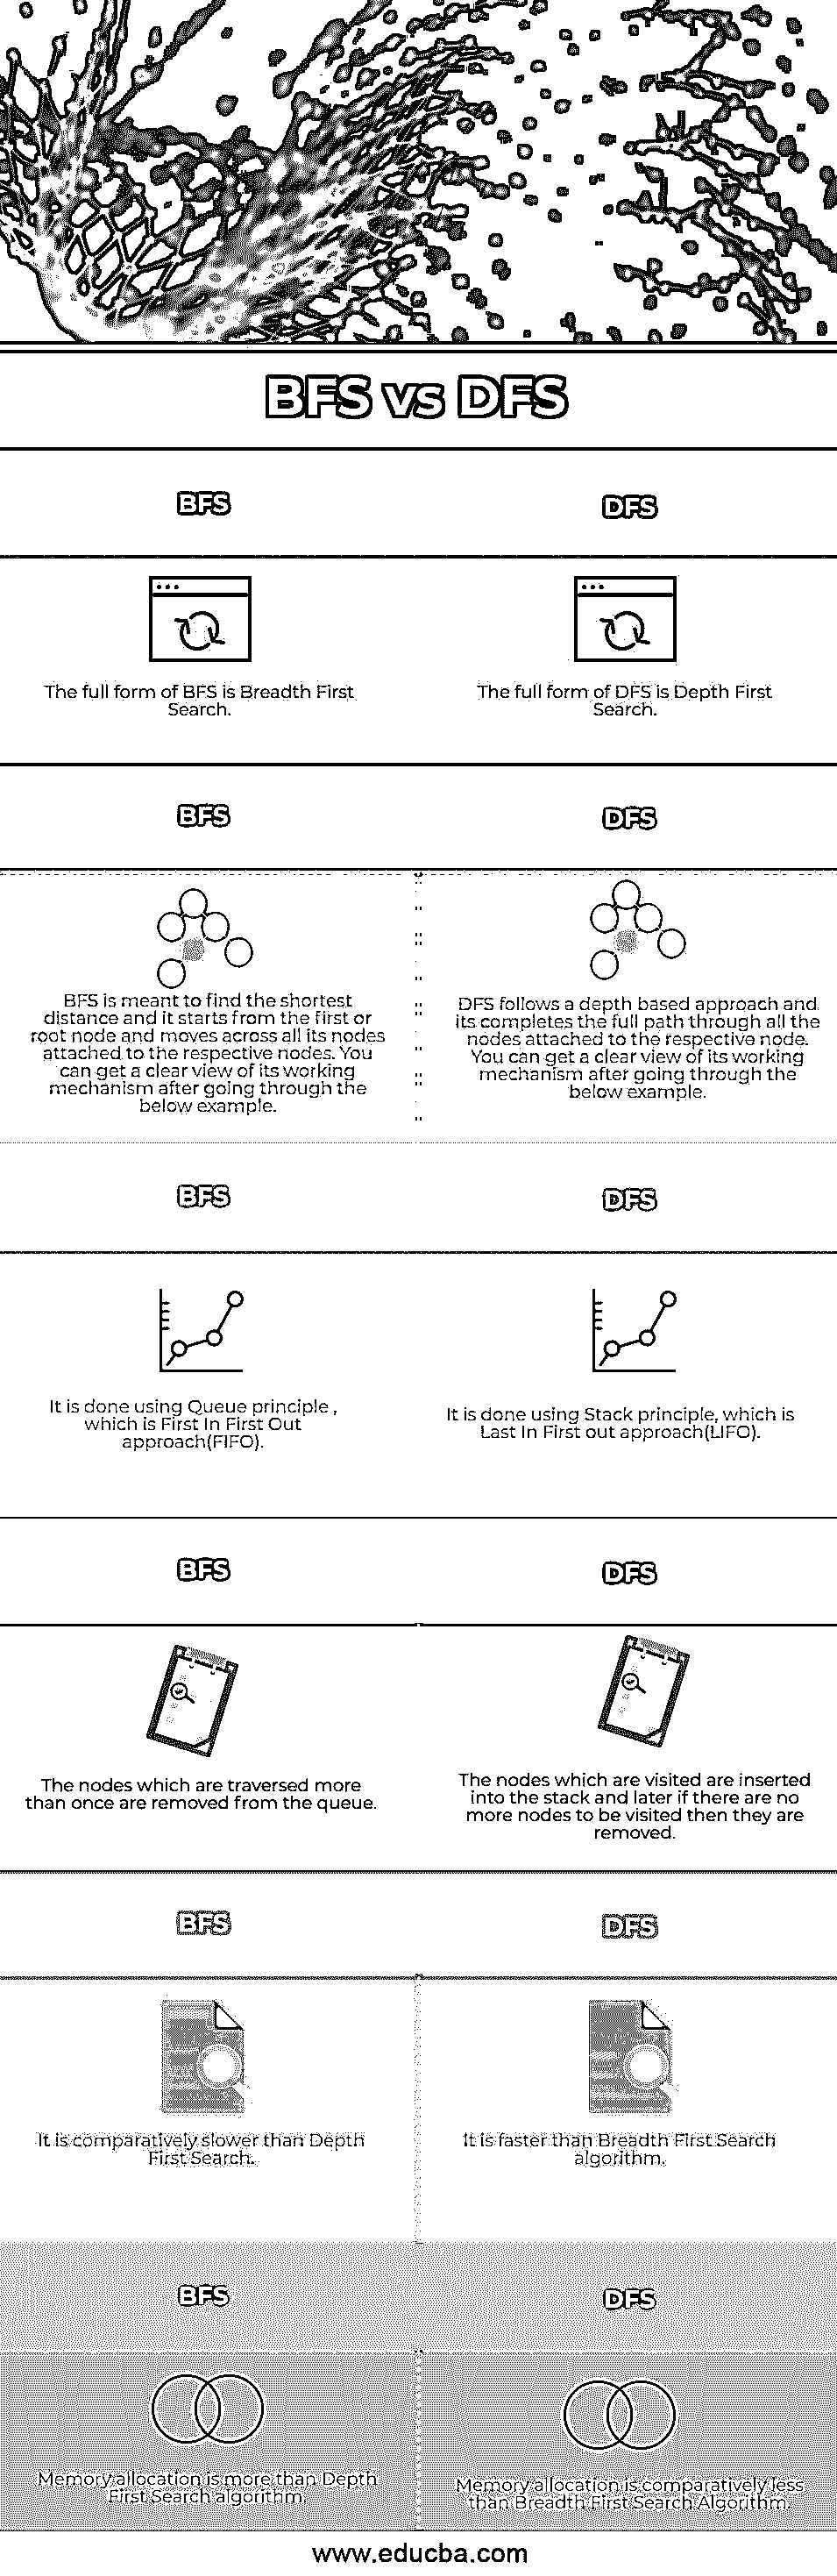 BFS vs DFS
BFS
DFS
The full form of BFS is Breadth First
Search.
The full form of DFS is Depth First
Search.
BFS
DFS
BFS is meant to find the shortest
distance and it starts from the first or
root node and moves across all its nodes
attached to the respective nodes. You
can get a clear view of its working
mechanism after going through the
below example.
DFS follows a depth based approach and
its completes the full path through all the
nodes attached to the respective node.
You can get a clear view of its working
mechanism after going through the
below example.
BFS
DFS
It is done using Queue principle ,
which is First In First Out
approach(FIFO).
It is done using Stack principle, which is
Last In First out approach(LIFO).
BFS
DFS
The nodes which are traversed more
than once are removed from the queue.
The nodes which are visited are inserted
into the stack and later if there are no
more nodes to be visited then they are
removed.
BFS
DFS
It is comparatively slower than Depth
First Search.
It is faster than Breadth First Search
algorithm.
BFS
DFS
Memory allocation is more than Depth
First Search algorithm.
Memory allocation is comparatively less
than Breadth First Search Algorithm.
www.educba.com